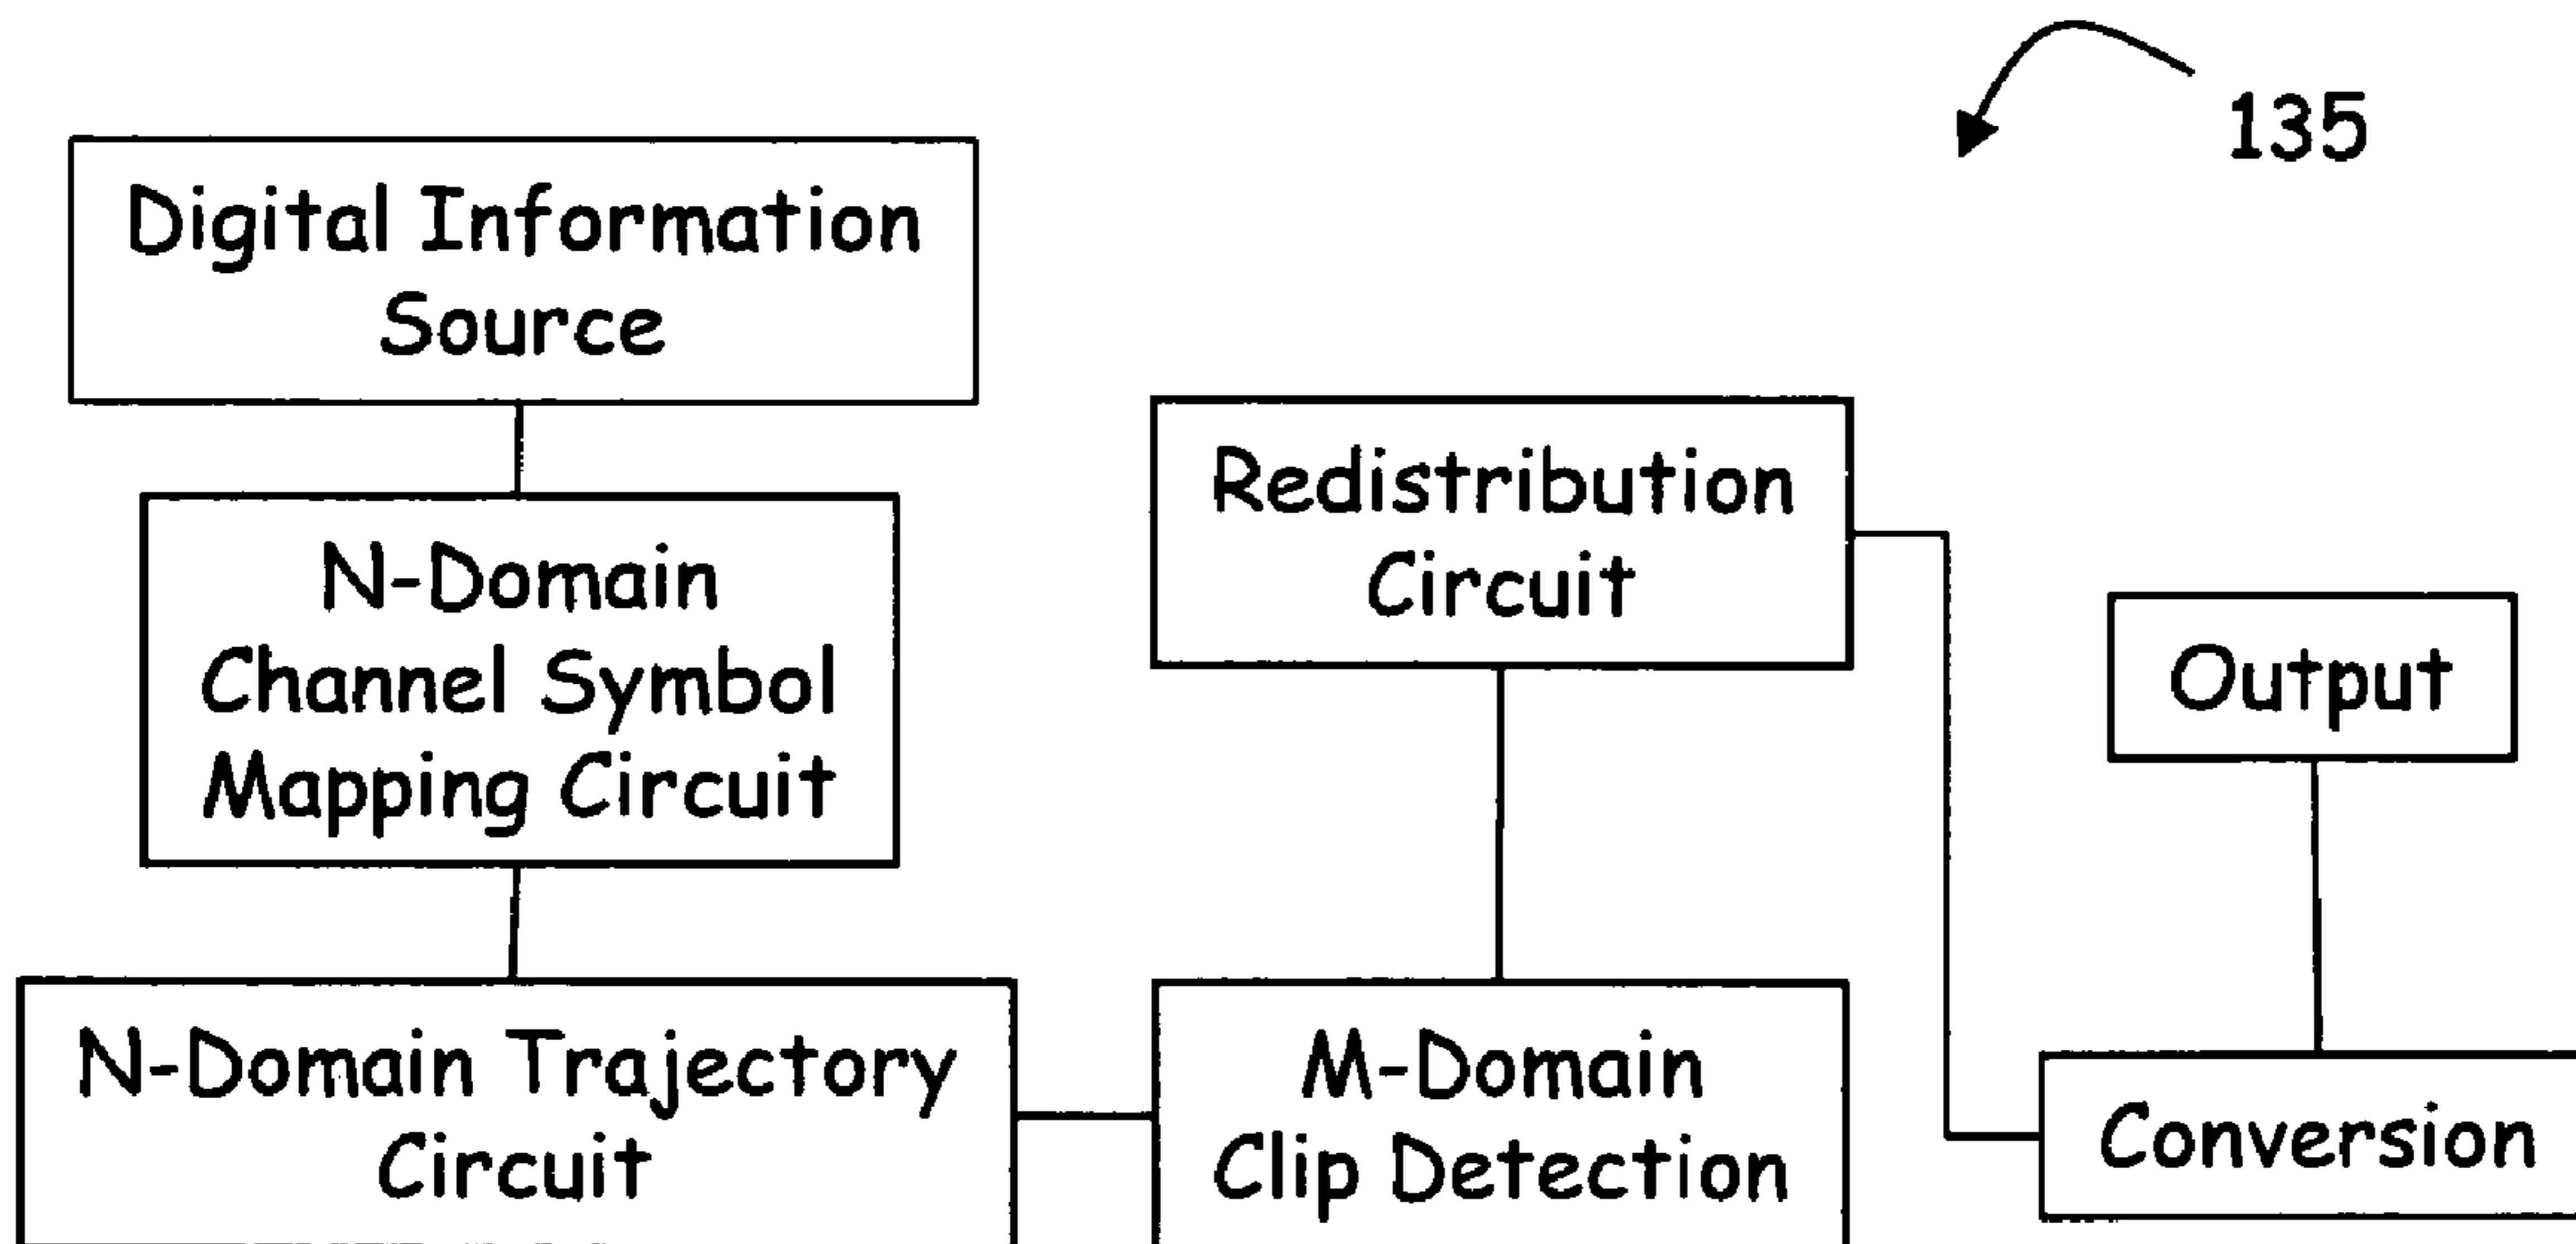 135
Digital Information
Source
N-Domain
Channel Symbol
Mapping Circuit
N-Domain Trajectory
Circuit
Redistribution
Circuit
M-Domain
Clip Detection
Output
Conversion